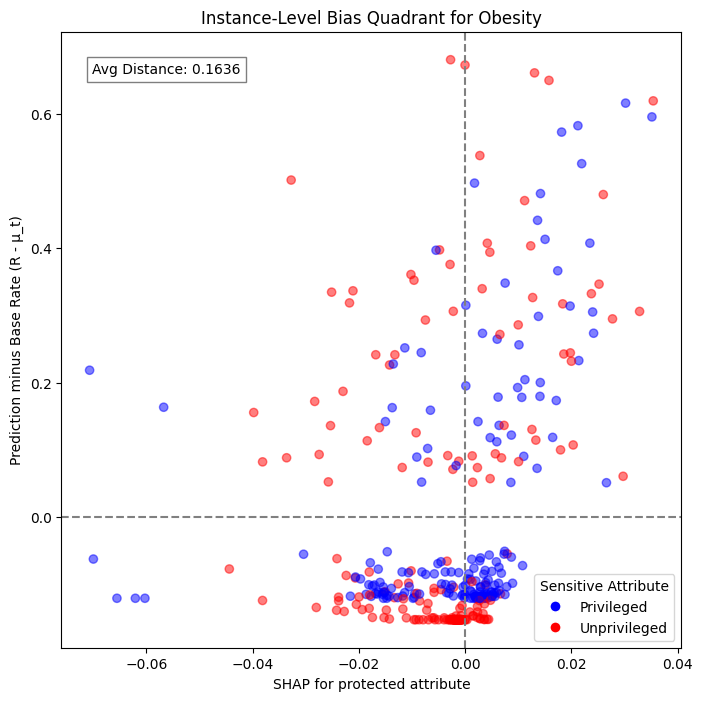 Instance-Level Bias Quadrant for Obesity
Avg Distance: 0.1636
Prediction minus Base Rate (R - μ_t)
0.6
0.4
0.2
0.0
Sensitive Attribute
Privileged
Unprivileged
−0.06 −0.04 −0.02 0.00 0.02 0.04
SHAP for protected attribute